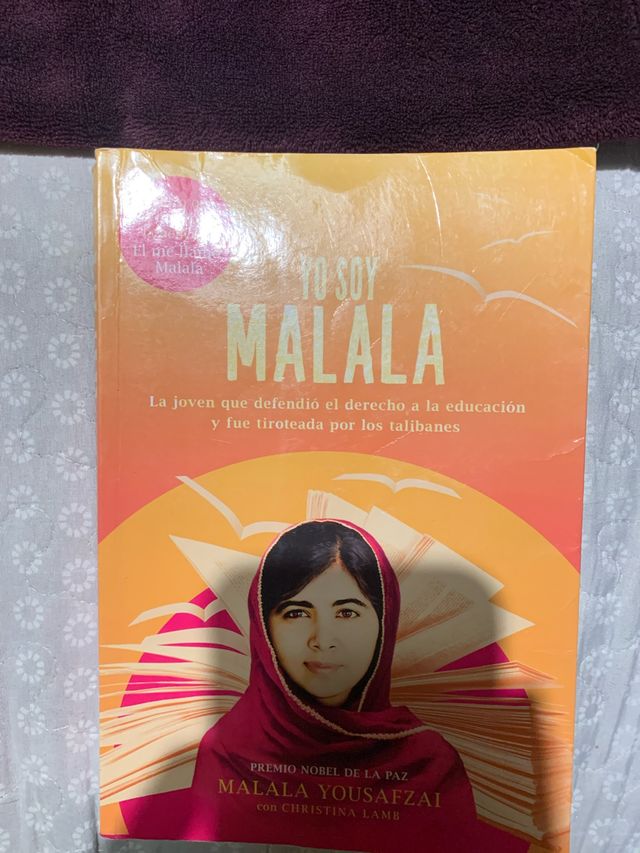 Él me llamó
Malala
YO SOY
MALALA
La joven que defendió el derecho a la educación
y fue tiroteada por los talibanes
PREMIO NOBEL DE LA PAZ
MALALA YOUSAFZAI
con CHRISTINA LAMB